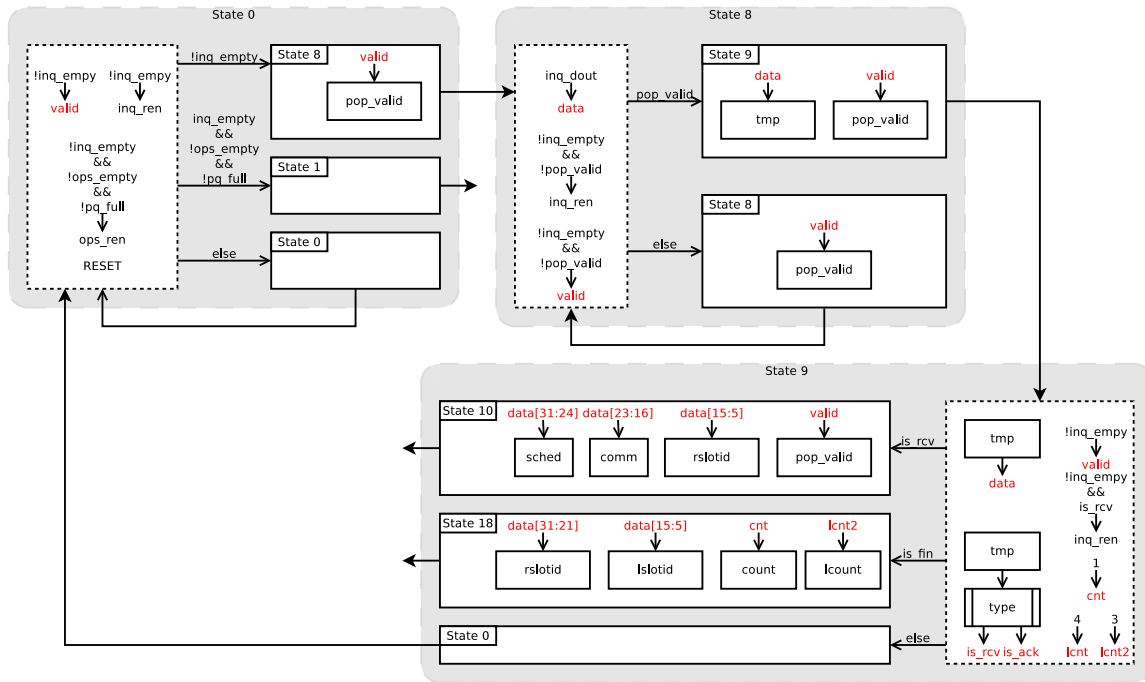 State 0
!inq_empy
valid
!inq_empy
inq_ren
!inq_empty
&&
!ops_empty
&&
!pq_full
ops_ren
RESET
!inq_empty
inq_empty
&&
!ops_empty
&&
!pq_full
else
State 8
valid
pop_valid
State 1
State 0
State 8
inq_dout
data
!inq_empty
&&
!pop_valid
inq_ren
!inq_empty
&&
!pop_valid
valid
pop_valid
else
State 9
data
tmp
valid
pop_valid
State 8
valid
pop_valid
State 9
State 10
data[31:24]
sched
data[23:16]
comm
data[15:5]
rslotid
valid
pop_valid
is_rcv
State 18
data[31:21]
rslotid
data[15:5]
lslotid
cnt
count
lcnt2
lcount
is_fin
State 0
else
tmp
data
!inq_empy
valid
!inq_empy
&&
is_rcv
inq_ren
tmp
type
is_rcv
is_ack
1
cnt
4
lcnt
3
lcnt2